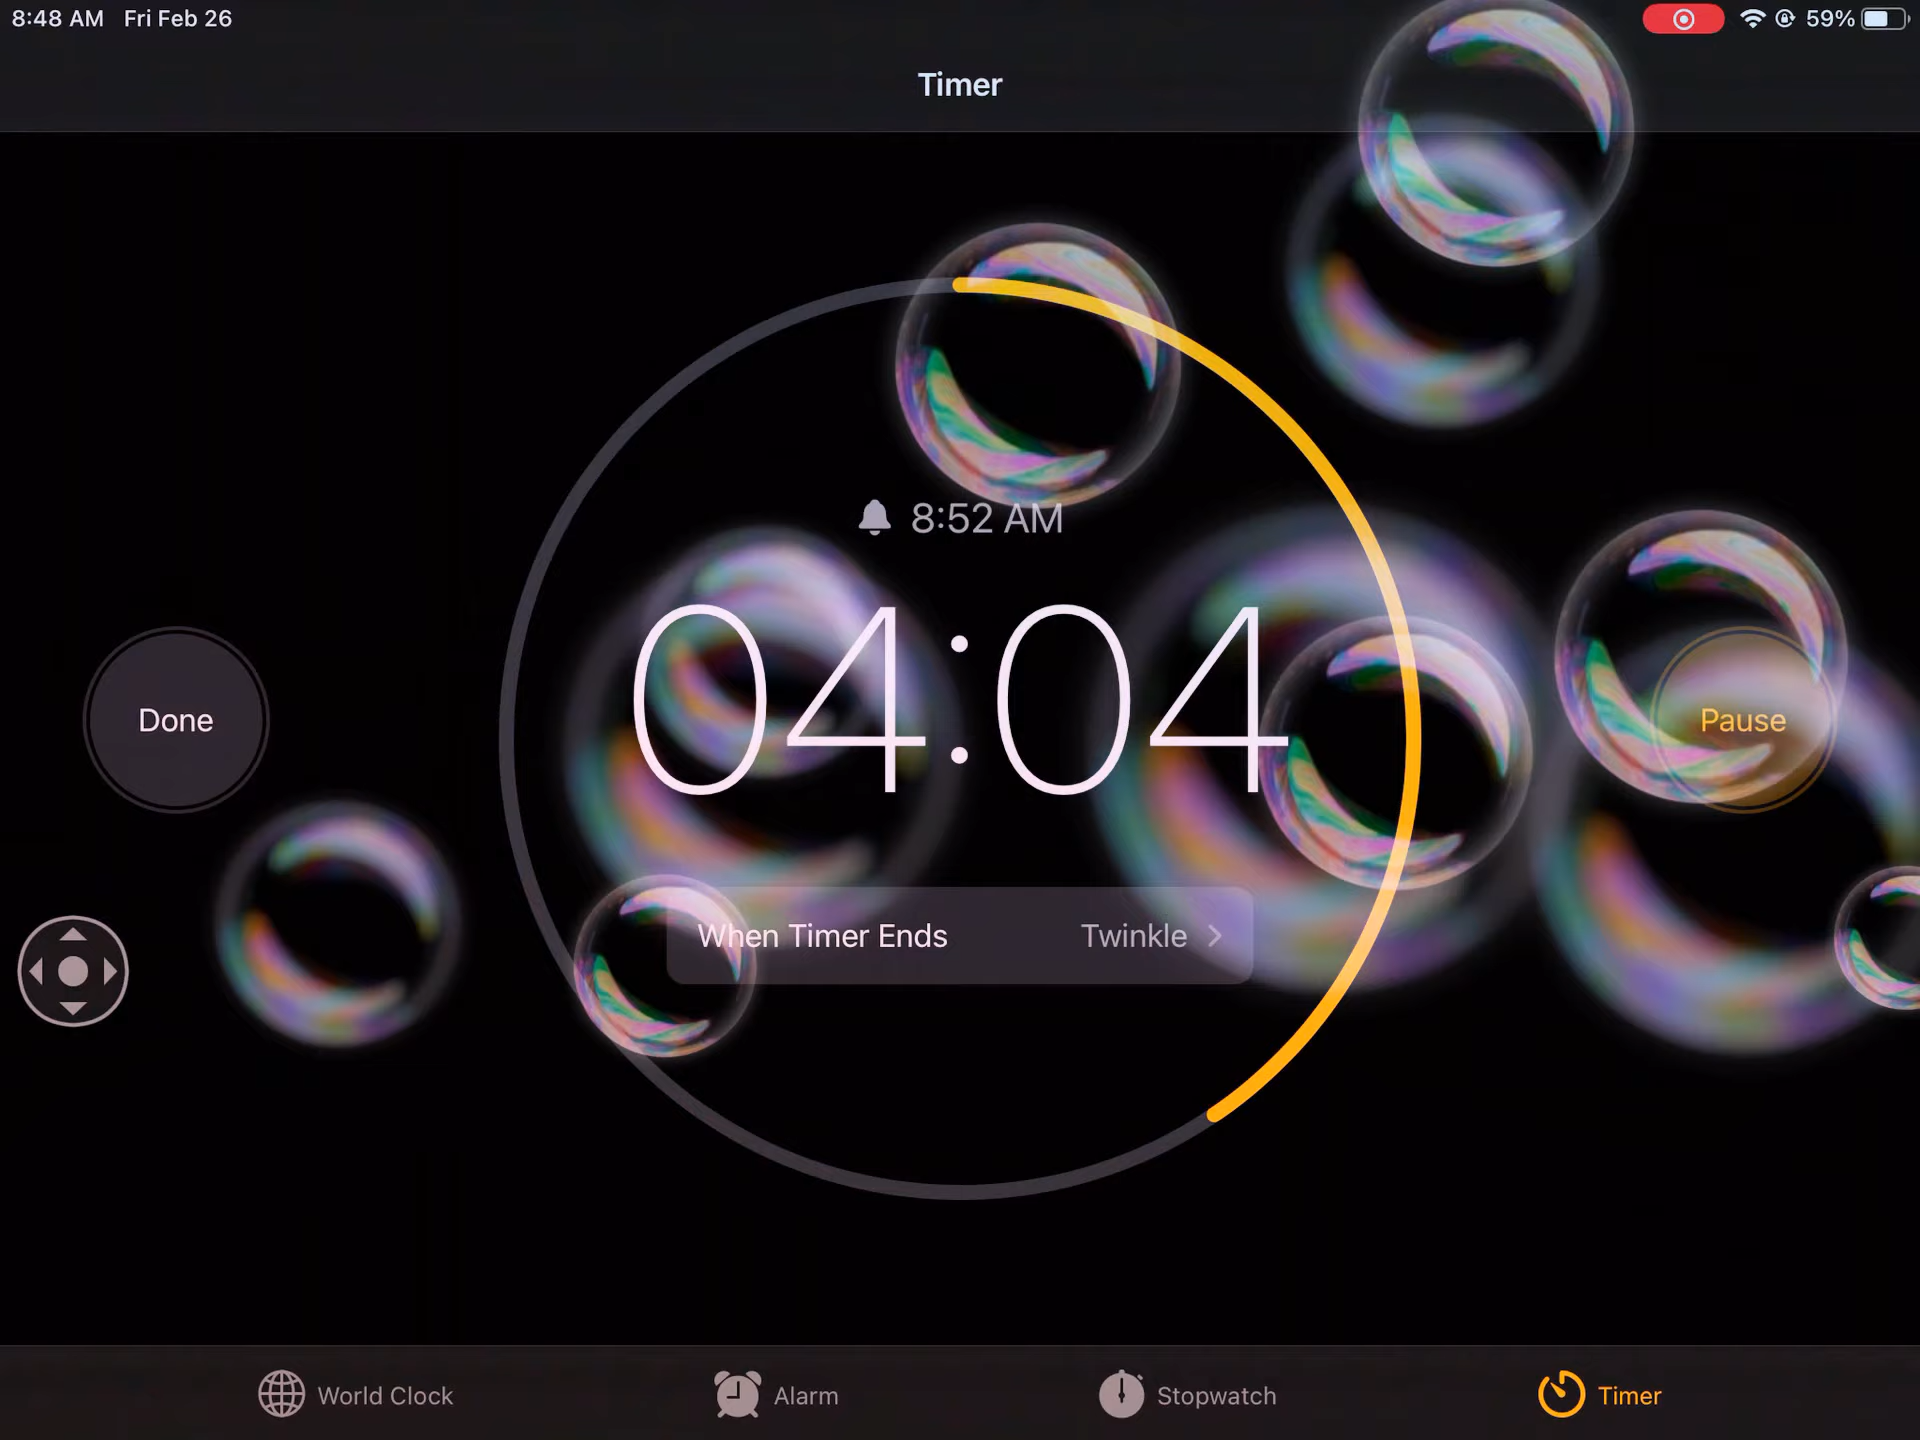 8:48 AM Fri Feb 26
59%
Timer
8:52 AM
04:04
Done
Pause
When Timer Ends Twinkle
World Clock
Alarm
Stopwatch
Timer